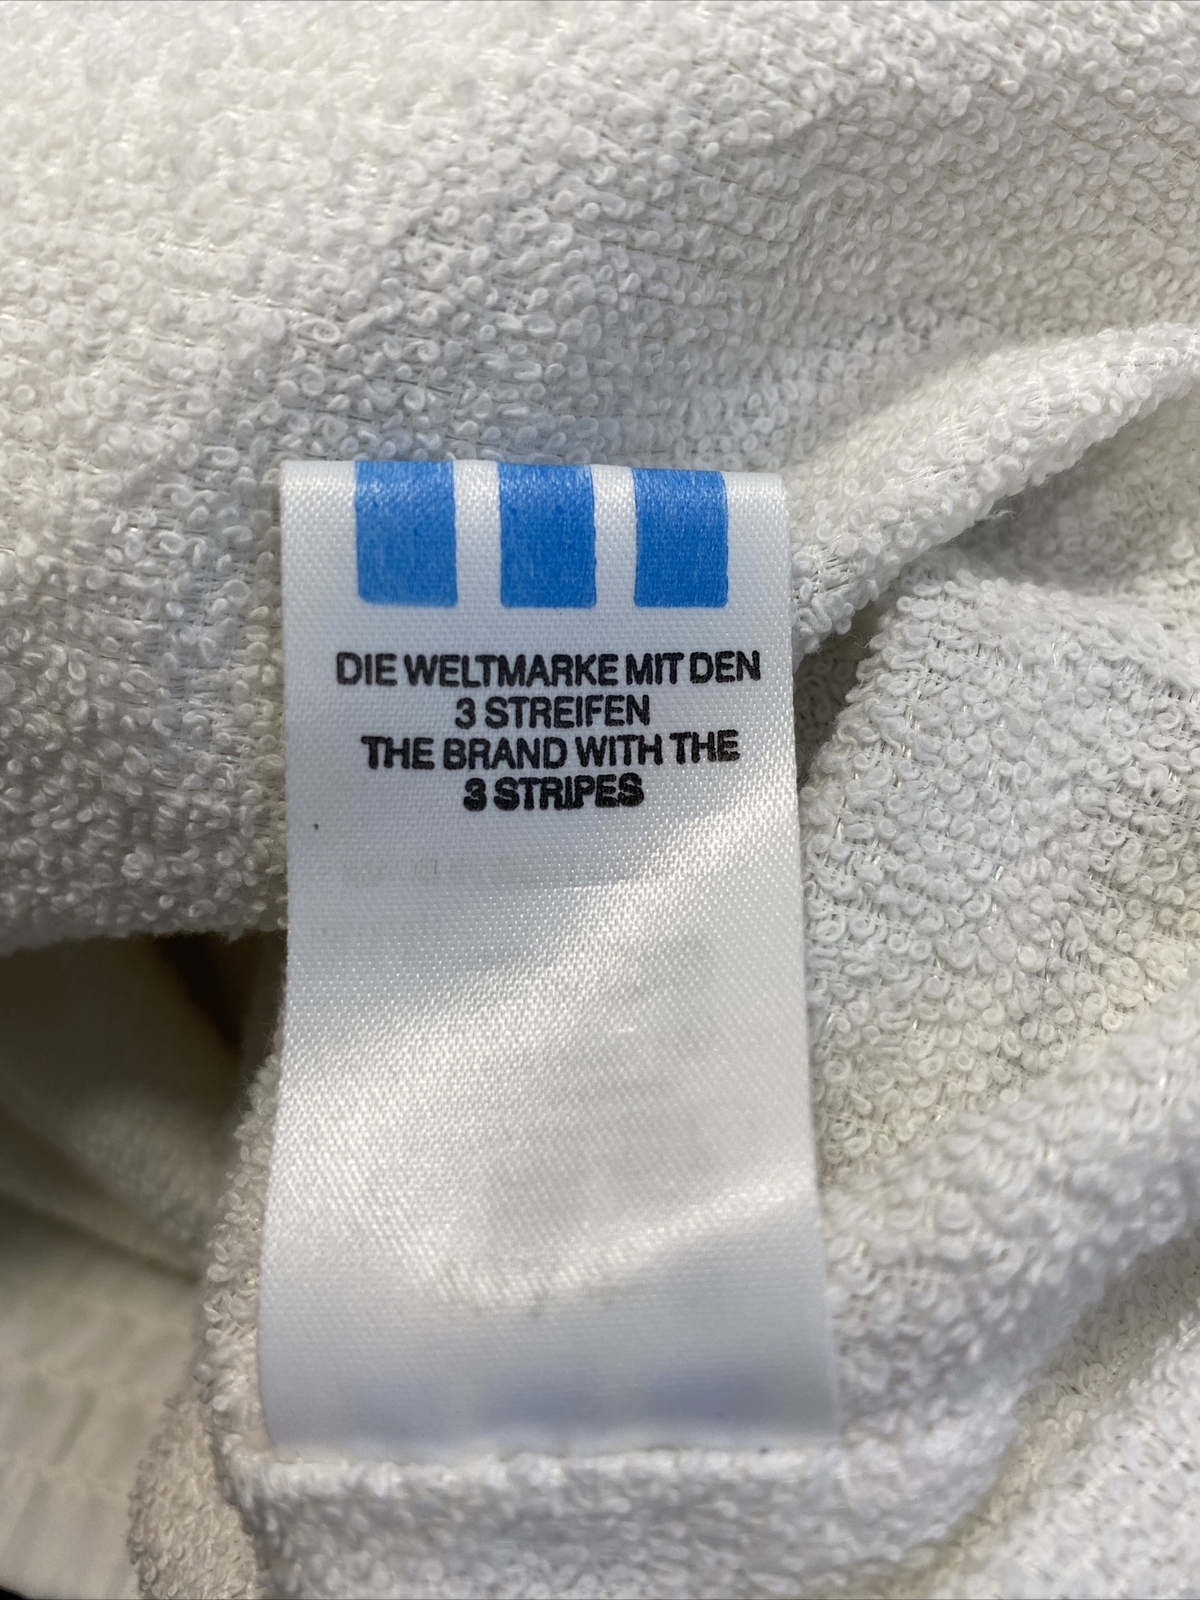 DIE WELTMARKE MIT DEN
3 STREIFEN
THE BRAND WITH THE
3 STRIPES